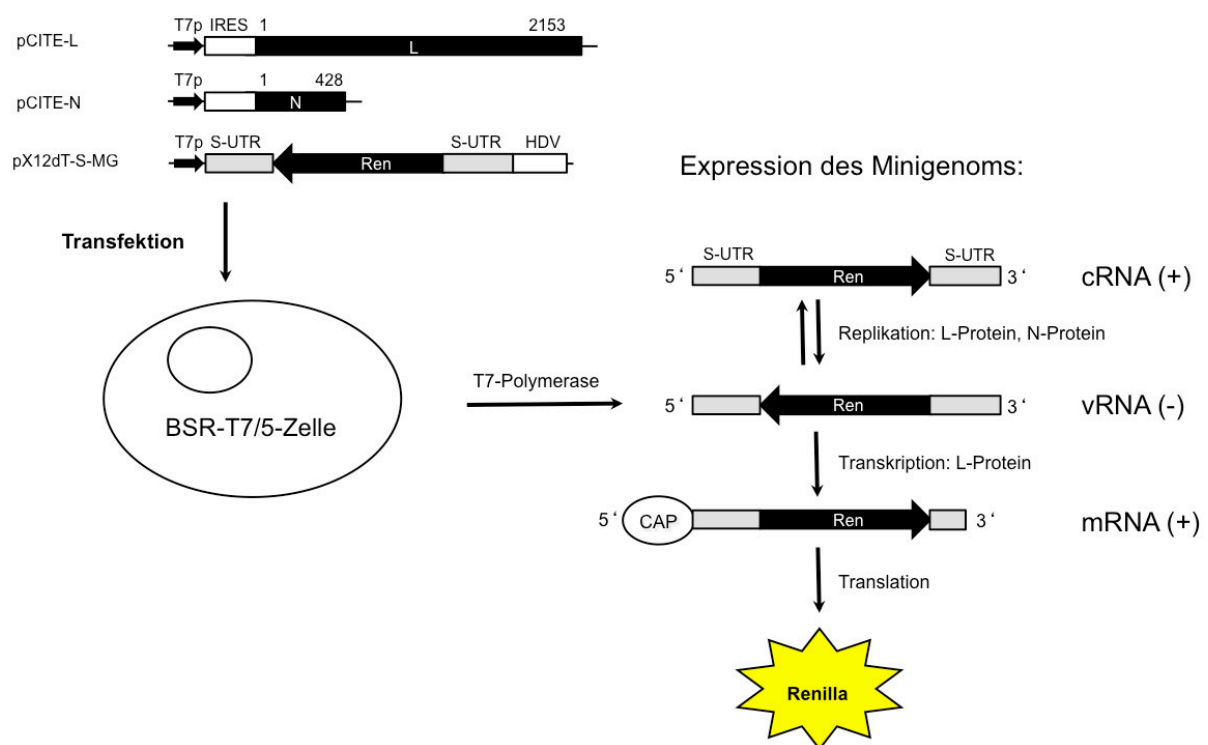 T7p IRES 1 2153
pCITE-L
L
T7p 1 428
pCITE-N
N
T7p S-UTR S-UTR HDV
pX12dT-S-MG
Ren
Transfektion
BSR-T7/5-Zelle
T7-Polymerase
Expression des Minigenoms:
S-UTR S-UTR
5‘ Ren 3‘ cRNA (+)
Replikation: L-Protein, N-Protein
5‘ Ren 3‘ vRNA (-)
Transkription: L-Protein
5‘ CAP Ren 3‘ mRNA (+)
Translation
Renilla